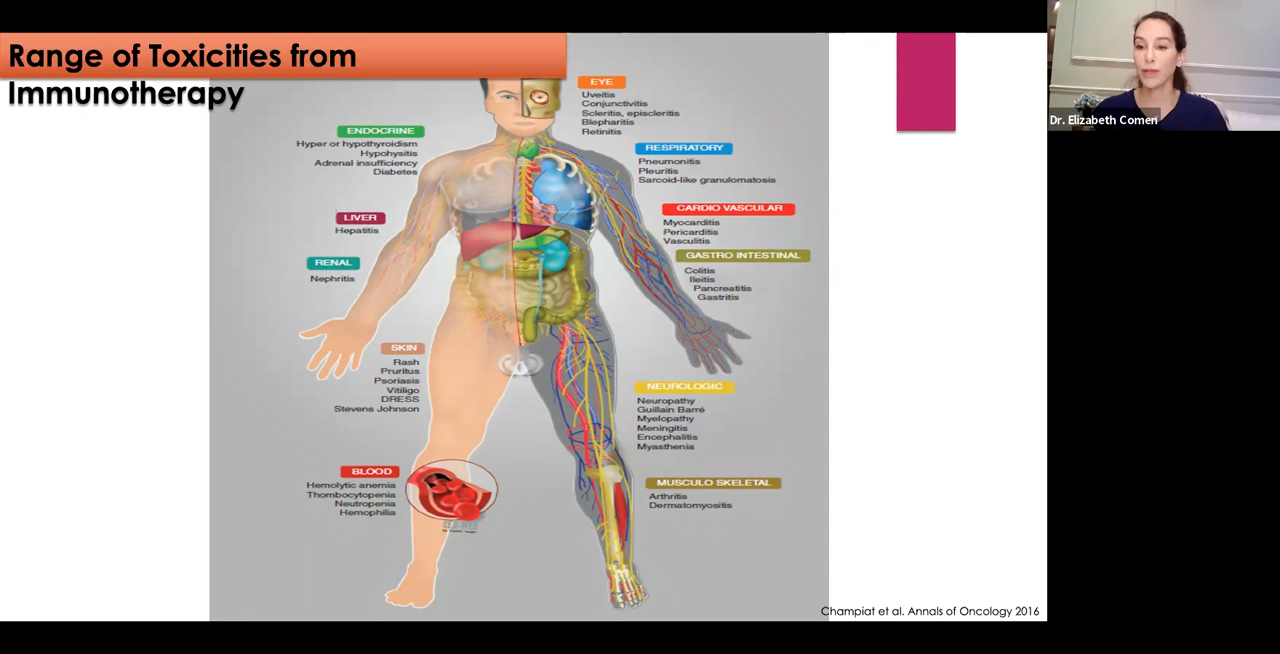 Range of Toxicities from
Immunotherapy
EYE
Uveitis
Conjunctivitis
Scleritis, episcleritis
Blepharitis
Retinitis
ENDOCRINE
Hyper or hypothyroidism
Hypohysitis
Adrenal insufficiency
Diabetes
RESPIRATORY
Pneumonitis
Pleuritis
Sarcoid-like granulomatosis
LIVER
Hepatitis
CARDIO VASCULAR
Myocarditis
Pericarditis
Vasculitis
RENAL
Nephritis
GASTRO INTESTINAL
Colitis
Ileitis
Pancreatitis
Gastritis
SKIN
Rash
Pruritus
Psoriasis
Vitiligo
DRESS
Stevens Johnson
NEUROLOGIC
Neuropathy
Guillain Barré
Myelopathy
Meningitis
Encephalitis
Myasthenia
BLOOD
Hemolytic anemia
Thombocytopenia
Neutropenia
Hemophilia
MUSCULO SKELETAL
Arthritis
Dermatomyositis
Champiat et al. Annals of Oncology 2016
Dr. Elizabeth Comen